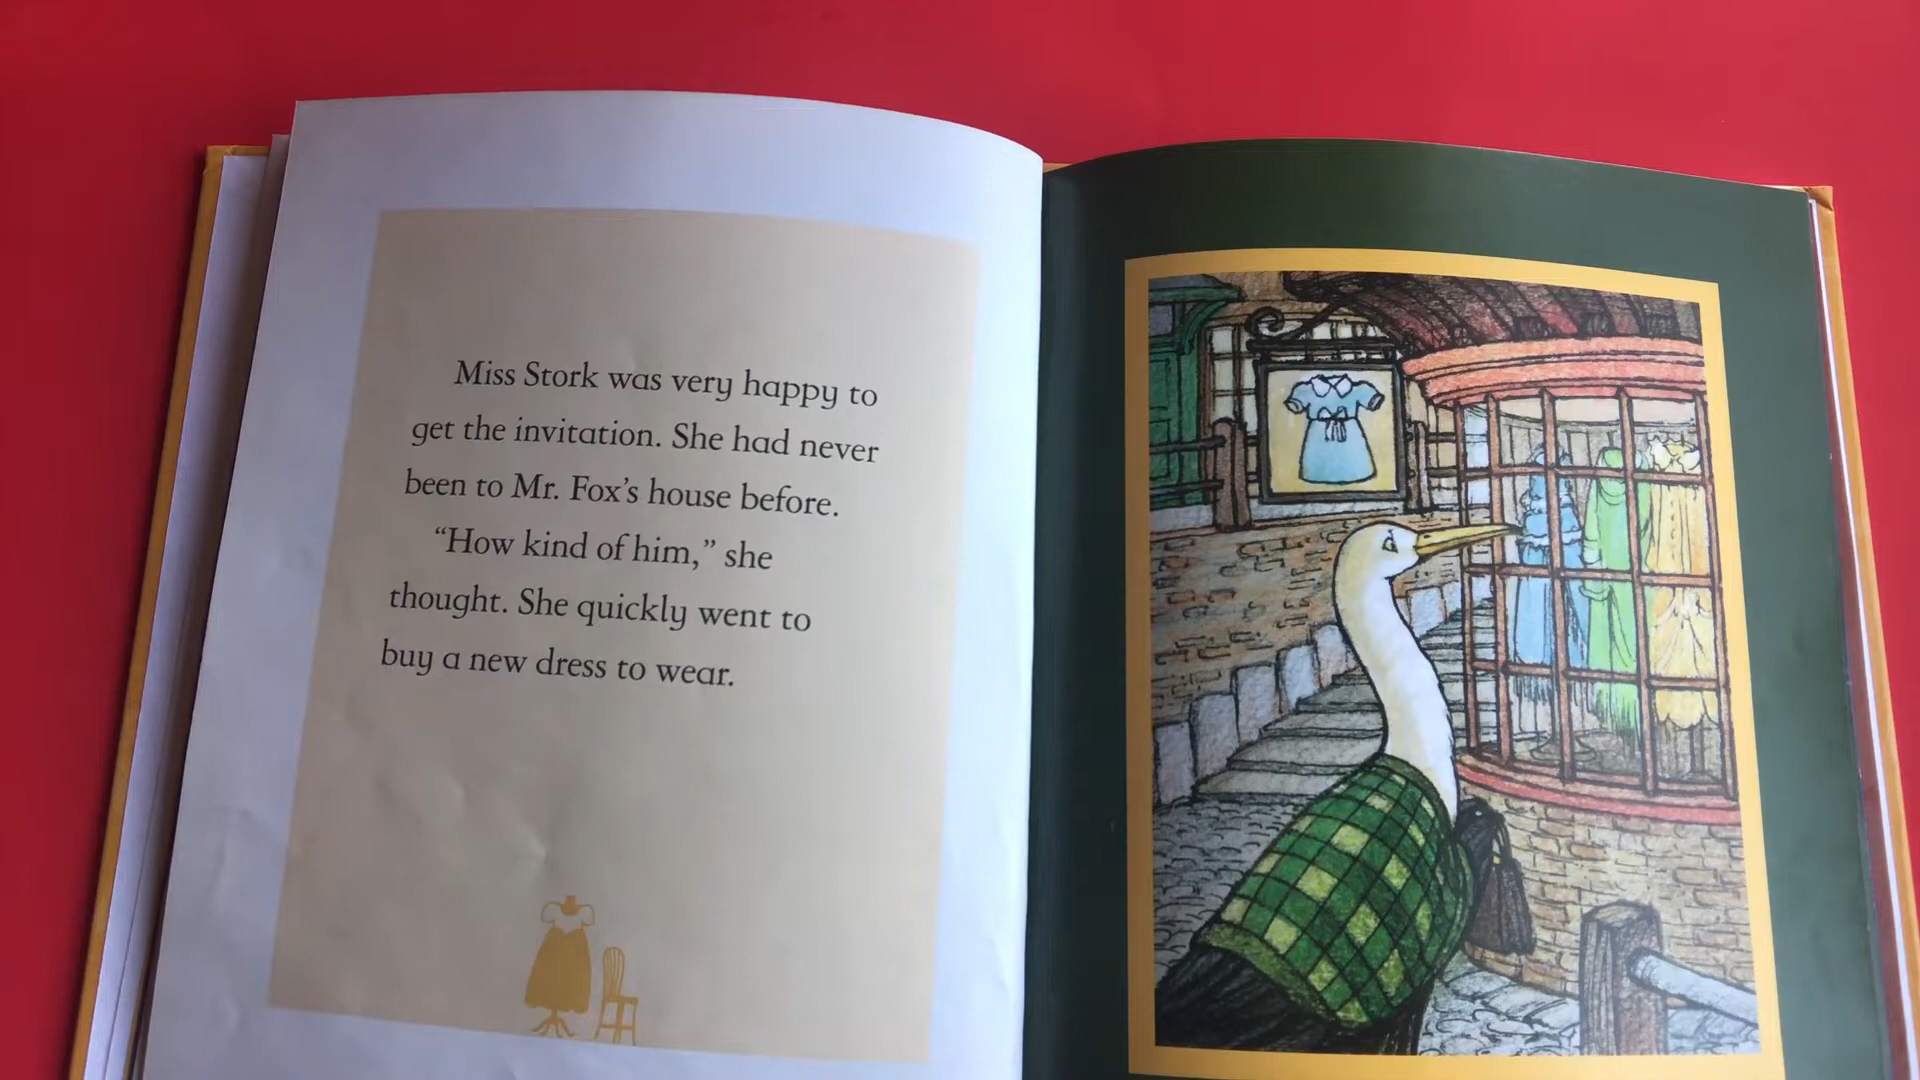 Miss Stork was very happy to
get the invitation. She had never
been to Mr. Fox’s house before.
“How kind of him,” she
thought. She quickly went to
buy a new dress to wear.